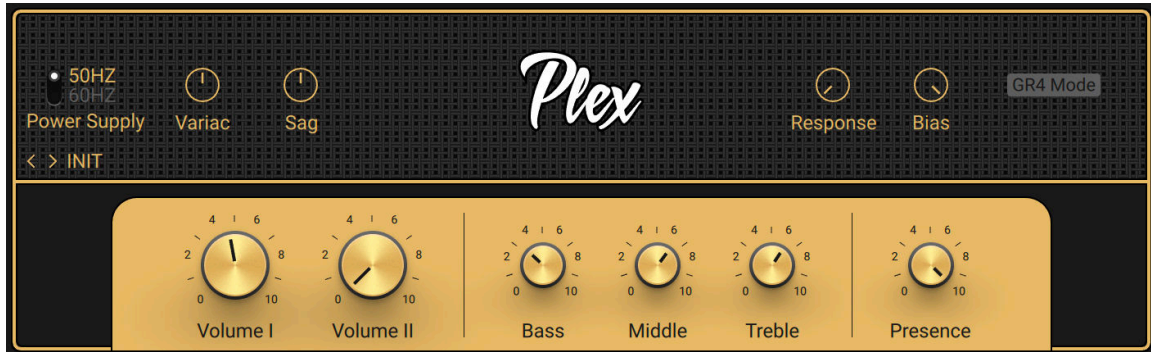 50HZ
60HZ
Power Supply
Variac
Sag
Plex
Response
Bias
GR4 Mode
< > INIT
4 6
2 8
0 10
Volume I
4 6
2 8
0 10
Volume II
4 6
2 8
0 10
Bass
4 6
2 8
0 10
Middle
4 6
2 8
0 10
Treble
4 6
2 8
0 10
Presence